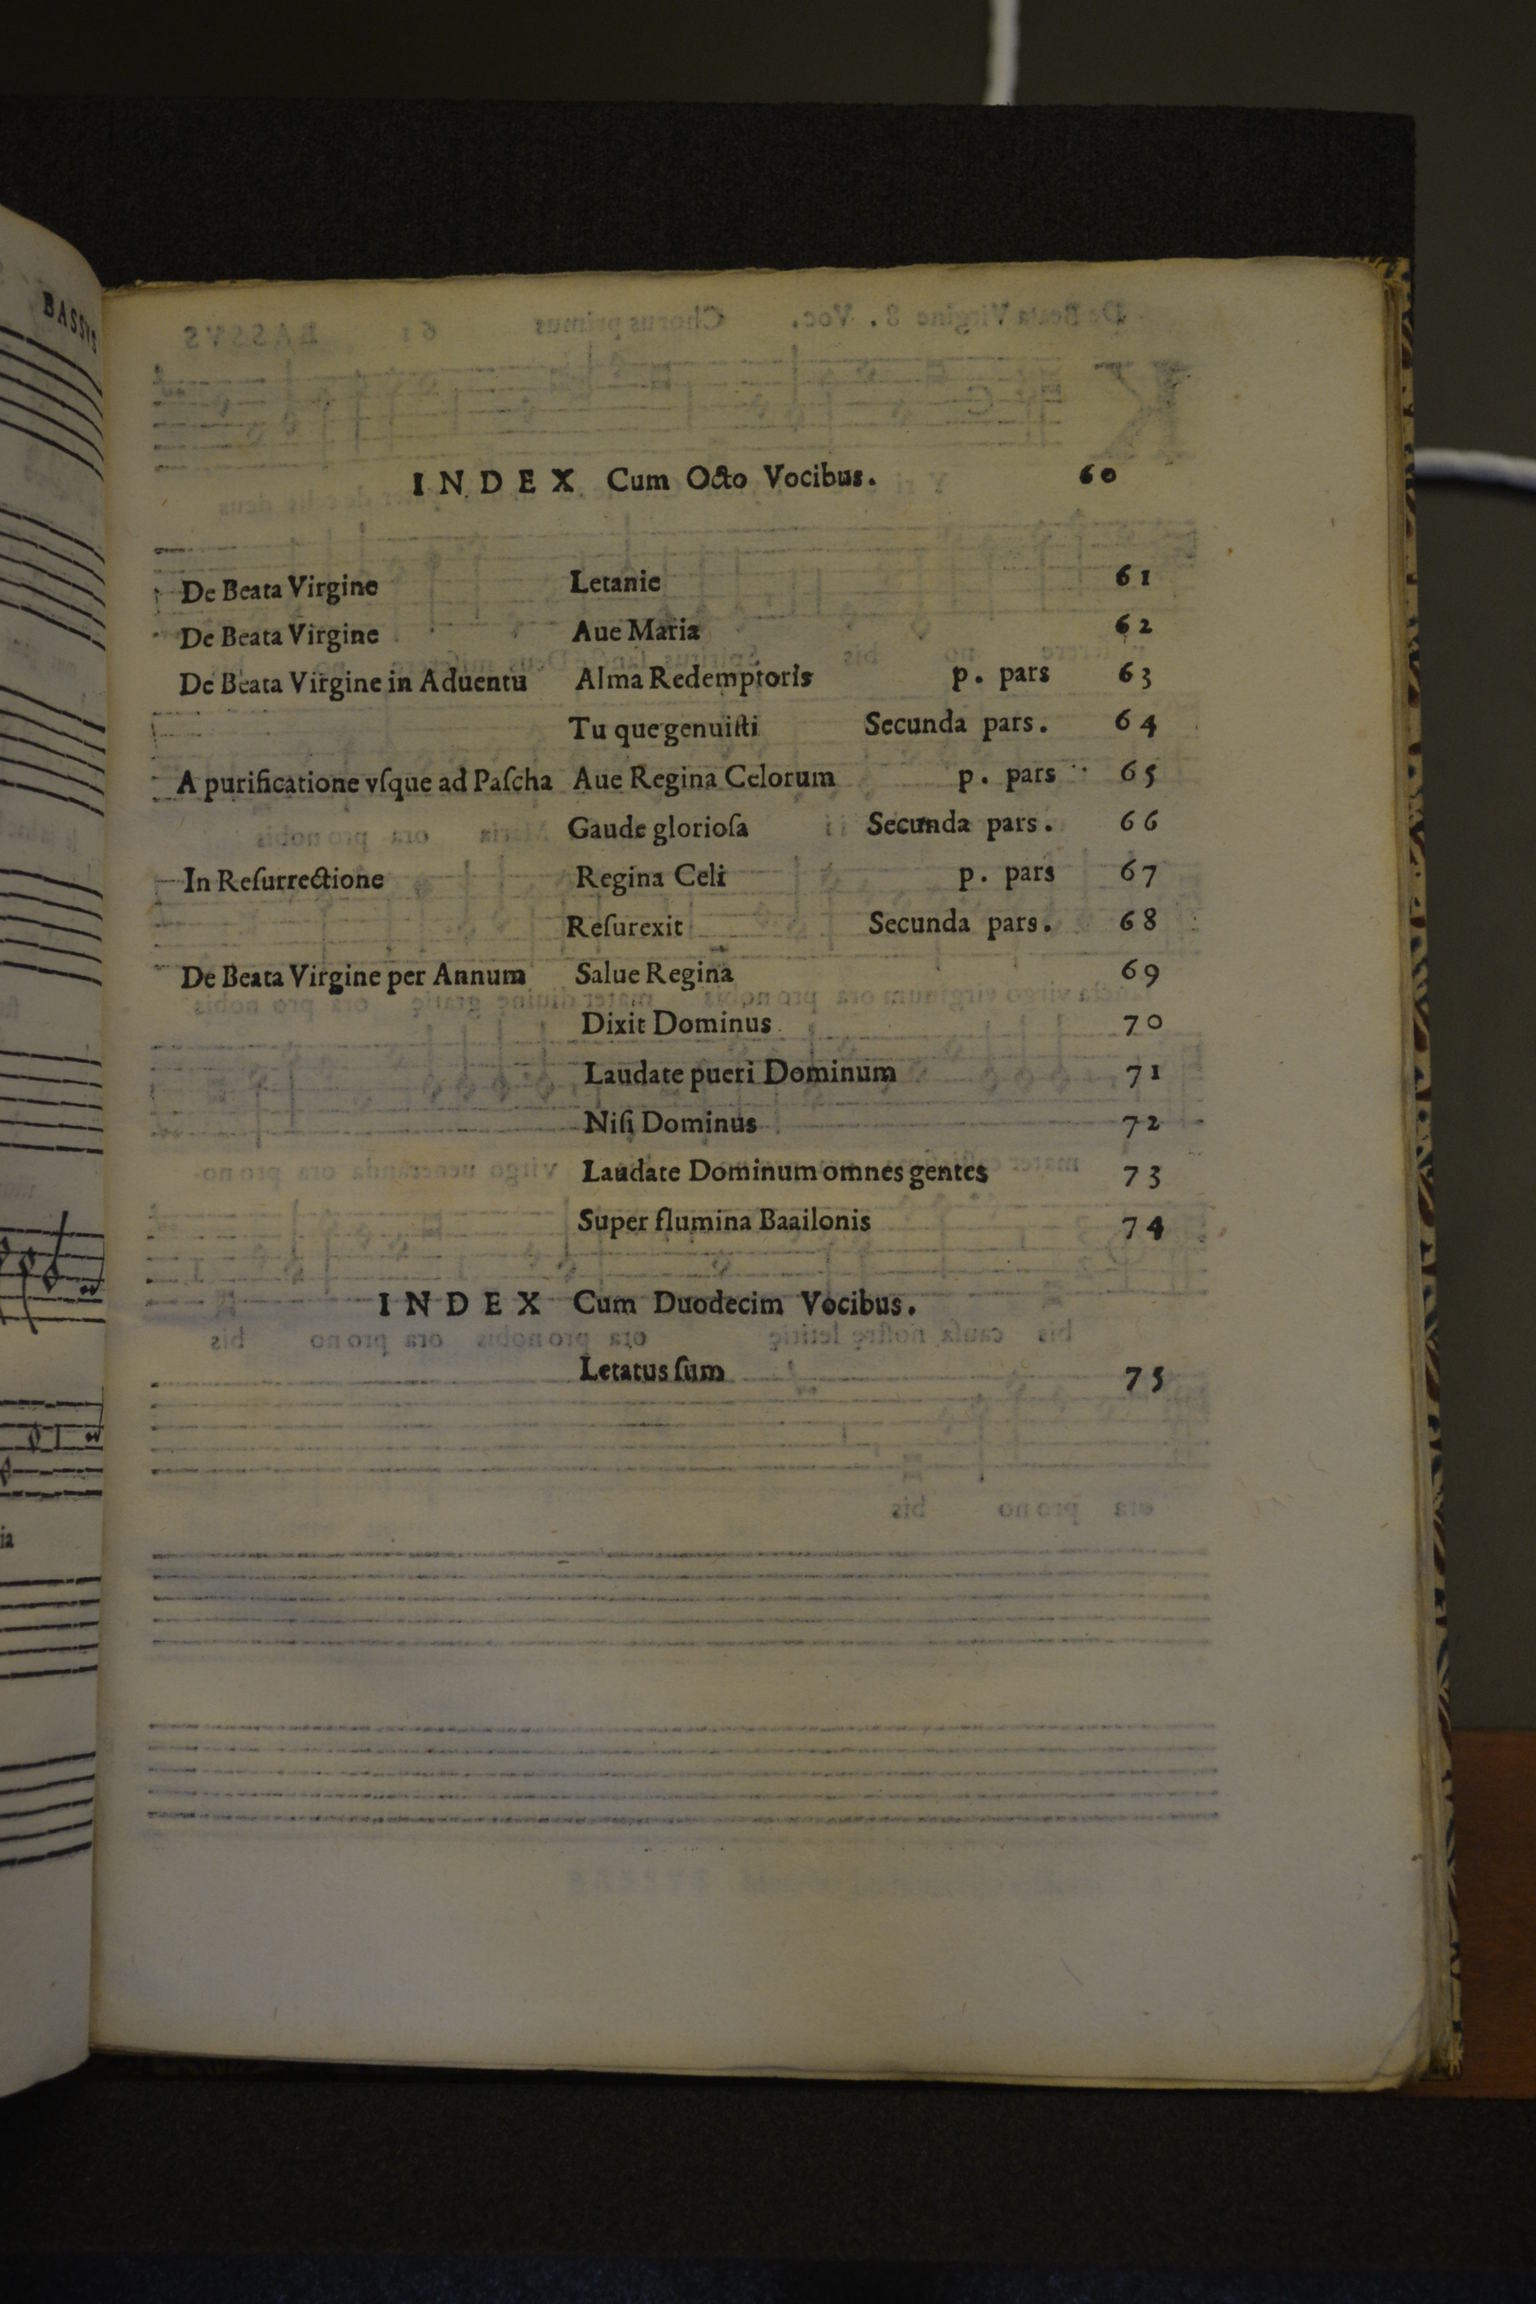 BASSVS
INDEX Cum Octo Vocibus. 60
De Beata Virgine Letanie 61
De Beata Virgine Aue Maria 62
De Beata Virgine in Aduentu Alma Redemptoris p. pars 63
Tu que genuiſti Secunda pars. 64
A purificatione vſque ad Paſcha Aue Regina Celorum p. pars 65
Gaude glorioſa Secunda pars. 66
In Reſurrectione Regina Celi p. pars 67
Reſurexit Secunda pars. 68
De Beata Virgine per Annum Salue Regina 69
Dixit Dominus 70
Laudate pueri Dominum 71
Niſi Dominus 72
Laudate Dominum omnes gentes 73
Super flumina Baailonis 74
INDEX Cum Duodecim Vocibus.
Letatus ſum 75
ia